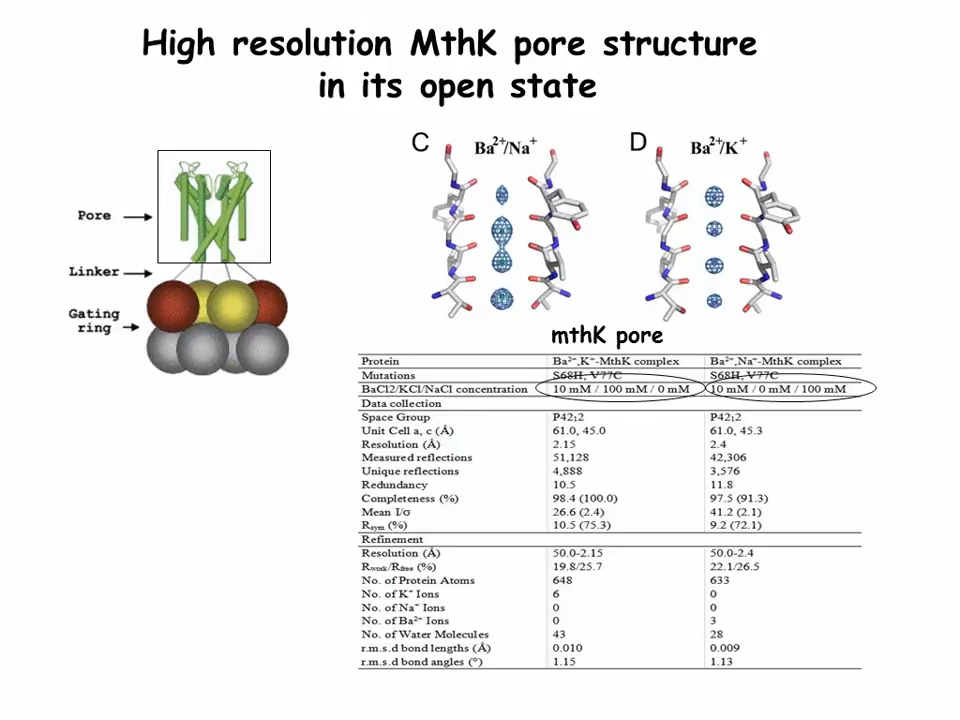 High resolution MthK pore structure
in its open state
Pore
Linker
Gating
ring
C Ba²⁺/Na⁺
D Ba²⁺/K⁺
mthK pore
Protein Ba²⁺,K⁺-MthK complex Ba²⁺,Na⁺-MthK complex
Mutations S68H, V77C S68H, V77C
BaCl2/KCl/NaCl concentration 10 mM / 100 mM / 0 mM 10 mM / 0 mM / 100 mM
Data collection
Space Group P42₁2 P42₁2
Unit Cell a, c (Å) 61.0, 45.0 61.0, 45.3
Resolution (Å) 2.15 2.4
Measured reflections 51,128 42,306
Unique reflections 4,888 3,576
Redundancy 10.5 11.8
Completeness (%) 98.4 (100.0) 97.5 (91.3)
Mean I/σ 26.6 (2.4) 41.2 (2.1)
Rsym (%) 10.5 (75.3) 9.2 (72.1)
Refinement
Resolution (Å) 50.0-2.15 50.0-2.4
Rwork/Rfree (%) 19.8/25.7 22.1/26.5
No. of Protein Atoms 648 633
No. of K⁺ Ions 6 0
No. of Na⁺ Ions 0 0
No. of Ba²⁺ Ions 0 3
No. of Water Molecules 43 28
r.m.s.d bond lengths (Å) 0.010 0.009
r.m.s.d bond angles (°) 1.15 1.13